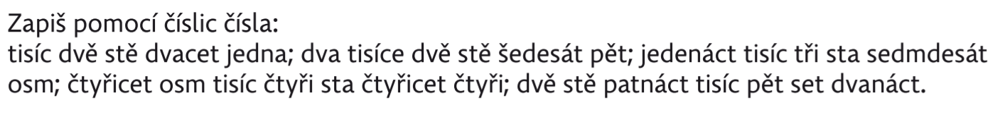 Zapiš pomocí číslic čísla:
tisíc dvě stě dvacet jedna; dva tisíce dvě stě šedesát pět; jedenáct tisíc tři sta sedmdesát
osm; čtyřicet osm tisíc čtyři sta čtyřicet čtyři; dvě stě patnáct tisíc pět set dvanáct.